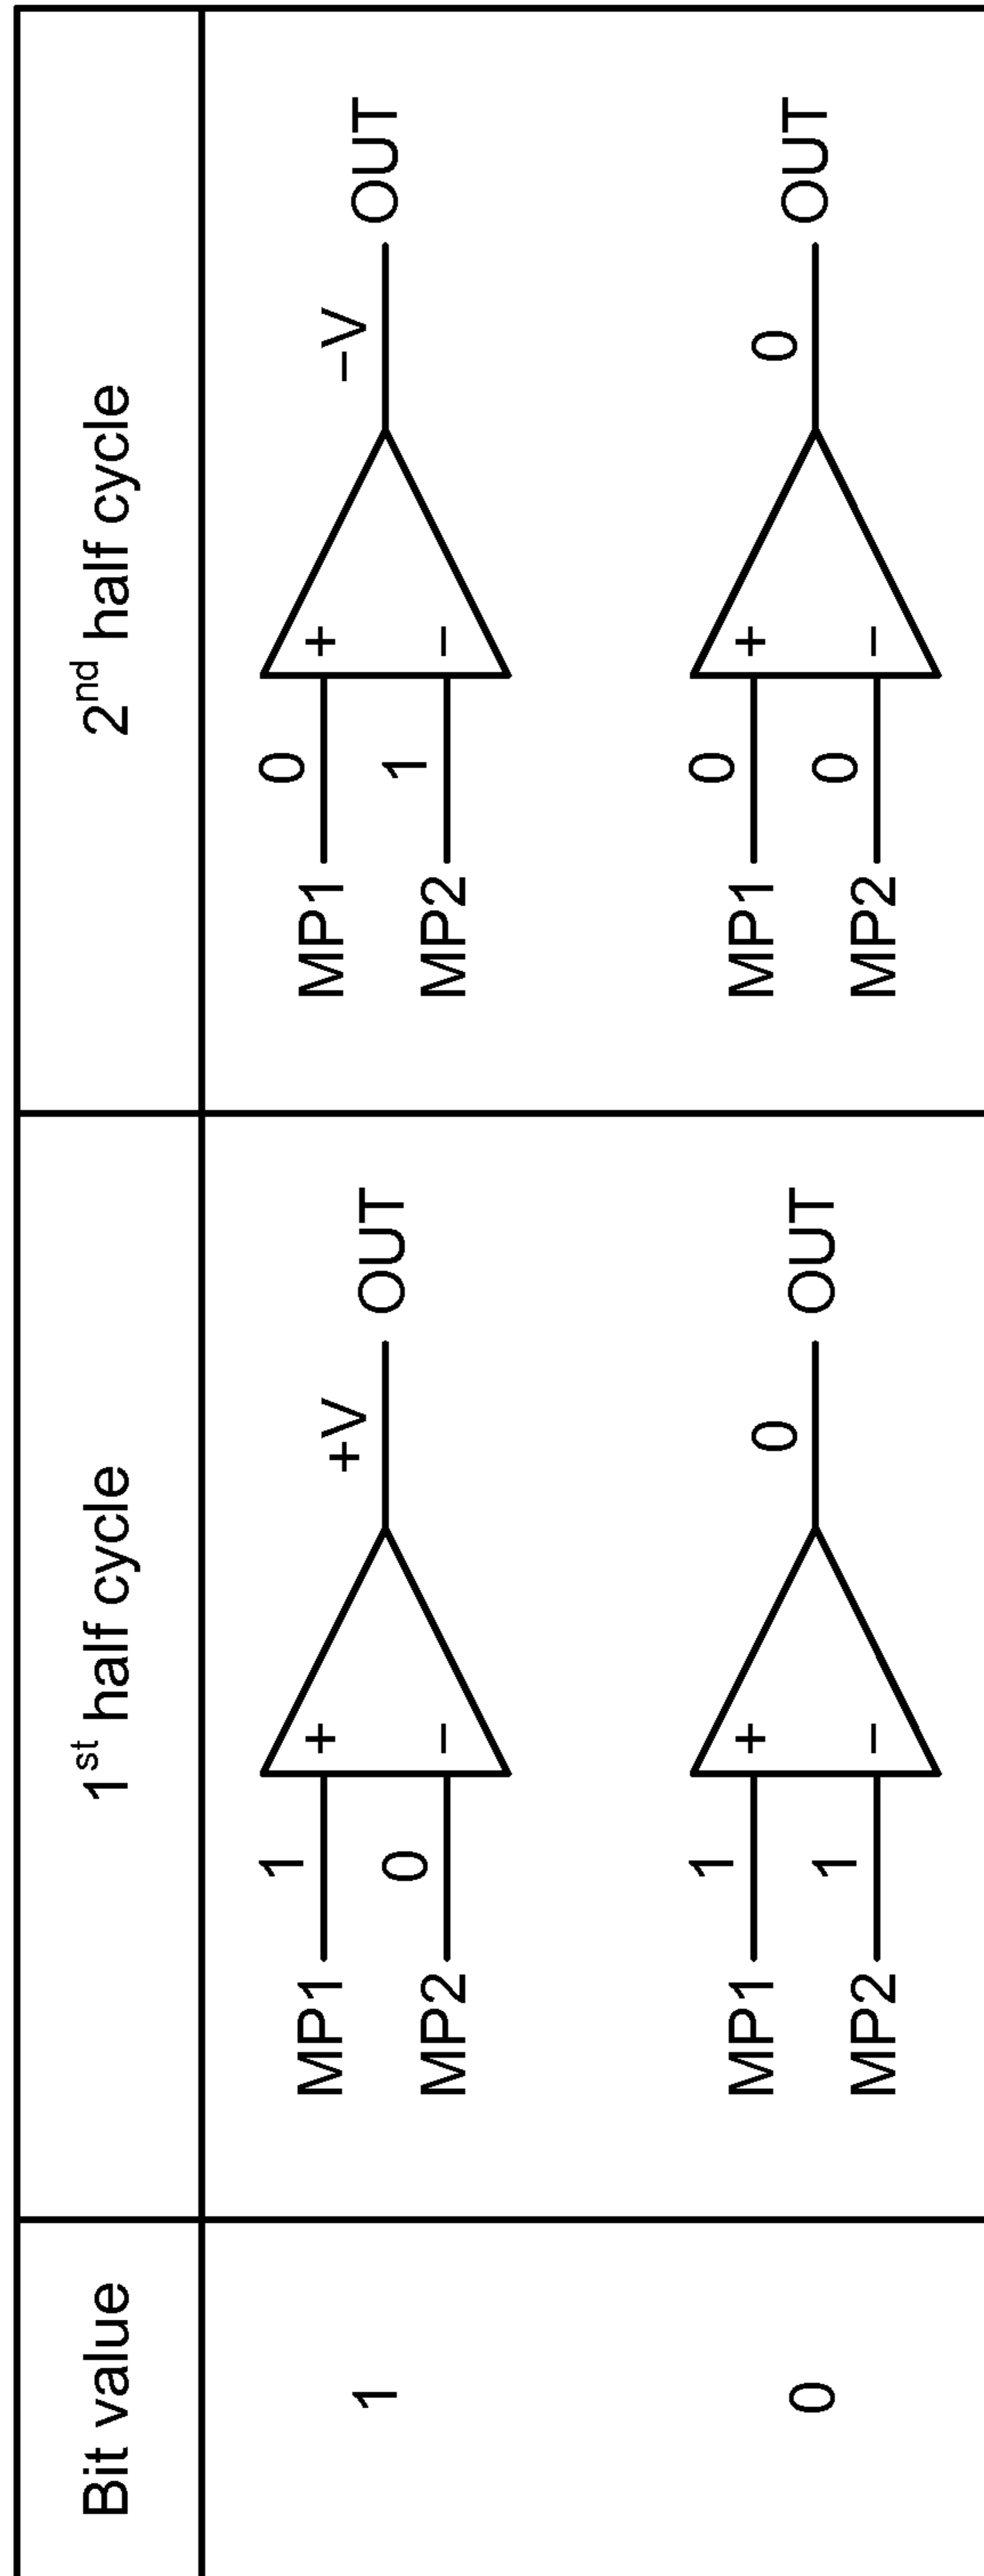 Bit value 1st half cycle 2nd half cycle
1
MP1 1 + +V OUT
MP2 0 −
MP1 0 + −V OUT
MP2 1 −
0
MP1 1 + 0 OUT
MP2 1 −
MP1 0 + 0 OUT
MP2 0 −